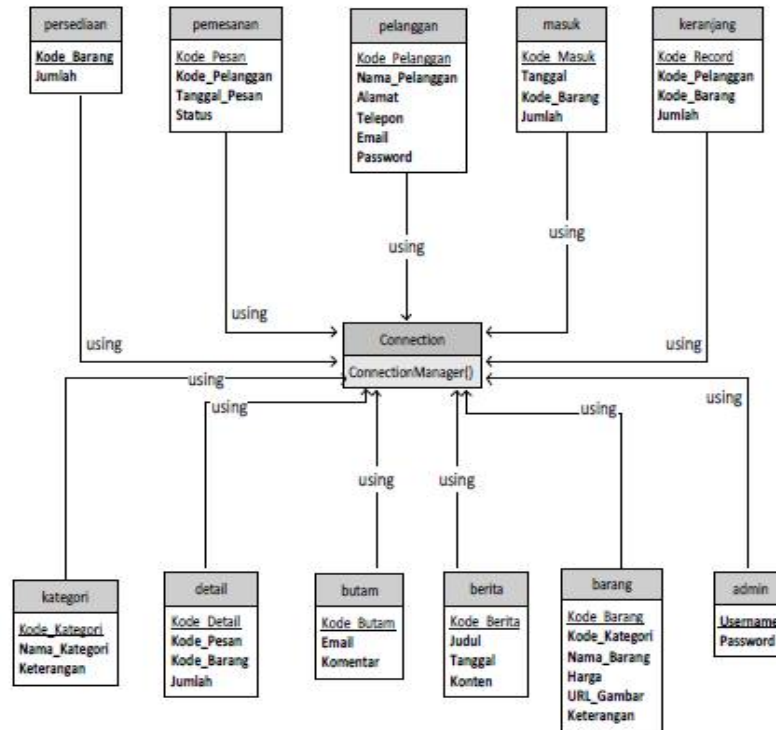 persediaan
Kode_Barang
Jumlah
pemesanan
Kode_Pesan
Kode_Pelanggan
Tanggal_Pesan
Status
pelanggan
Kode_Pelanggan
Nama_Pelanggan
Alamat
Telepon
Email
Password
masuk
Kode_Masuk
Tanggal
Kode_Barang
Jumlah
keranjang
Kode_Record
Kode_Pelanggan
Kode_Barang
Jumlah
using
using
using
using
using
Connection
ConnectionManager()
using
using
using
using
using
using
kategori
Kode_Kategori
Nama_Kategori
Keterangan
detail
Kode_Detail
Kode_Pesan
Kode_Barang
Jumlah
butam
Kode_Butam
Email
Komentar
berita
Kode_Berita
Judul
Tanggal
Konten
barang
Kode_Barang
Kode_Kategori
Nama_Barang
Harga
URL_Gambar
Keterangan
admin
Username
Password